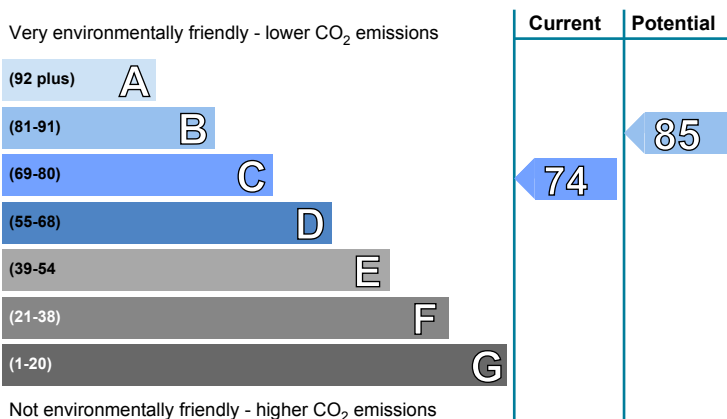 Very environmentally friendly - lower CO2 emissions
Current
Potential
(92 plus) A
(81-91) B
85
(69-80) C
74
(55-68) D
(39-54 E
(21-38) F
(1-20) G
Not environmentally friendly - higher CO2 emissions